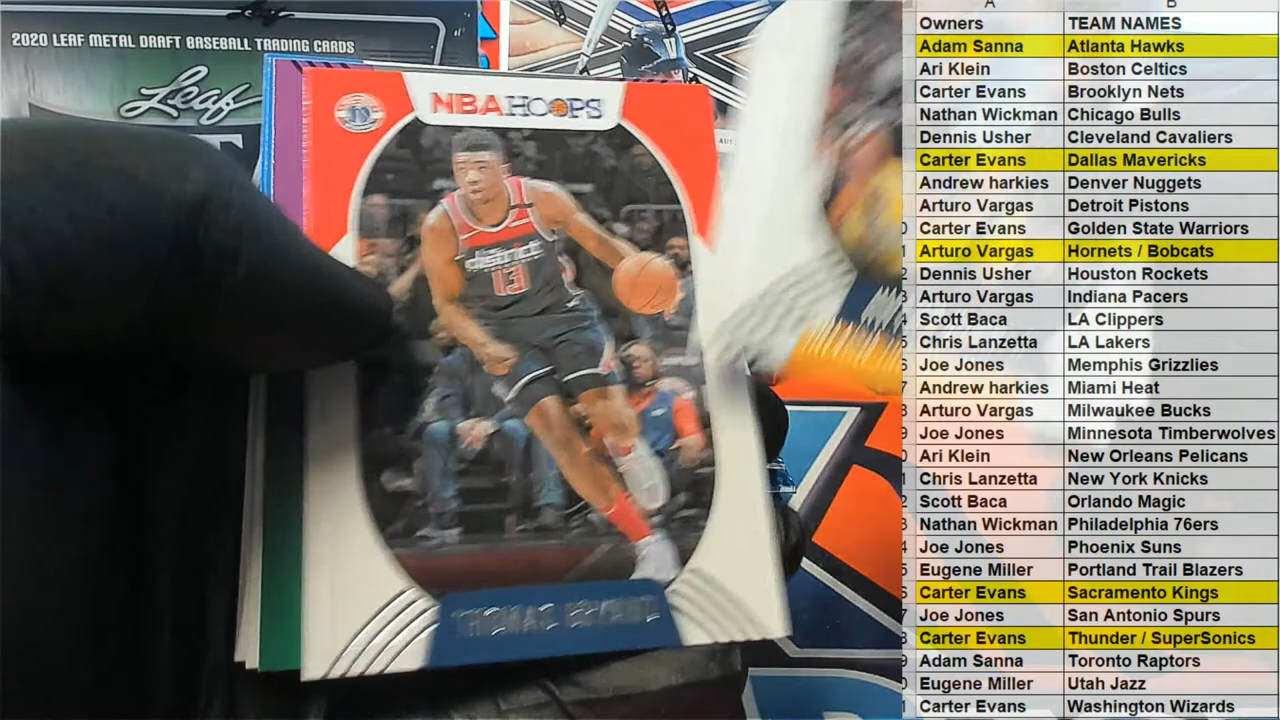 2020 LEAF METAL DRAFT BASEBALL TRADING CARDS
Leaf
NBA HOOPS
district
13
THOMAS
A B
Owners TEAM NAMES
Adam Sanna Atlanta Hawks
Ari Klein Boston Celtics
Carter Evans Brooklyn Nets
Nathan Wickman Chicago Bulls
Dennis Usher Cleveland Cavaliers
Carter Evans Dallas Mavericks
Andrew harkies Denver Nuggets
Arturo Vargas Detroit Pistons
Carter Evans Golden State Warriors
Arturo Vargas Hornets / Bobcats
Dennis Usher Houston Rockets
Arturo Vargas Indiana Pacers
Scott Baca LA Clippers
Chris Lanzetta LA Lakers
Joe Jones Memphis Grizzlies
Andrew harkies Miami Heat
Arturo Vargas Milwaukee Bucks
Joe Jones Minnesota Timberwolves
Ari Klein New Orleans Pelicans
Chris Lanzetta New York Knicks
Scott Baca Orlando Magic
Nathan Wickman Philadelphia 76ers
Joe Jones Phoenix Suns
Eugene Miller Portland Trail Blazers
Carter Evans Sacramento Kings
Joe Jones San Antonio Spurs
Carter Evans Thunder / SuperSonics
Adam Sanna Toronto Raptors
Eugene Miller Utah Jazz
Carter Evans Washington Wizards